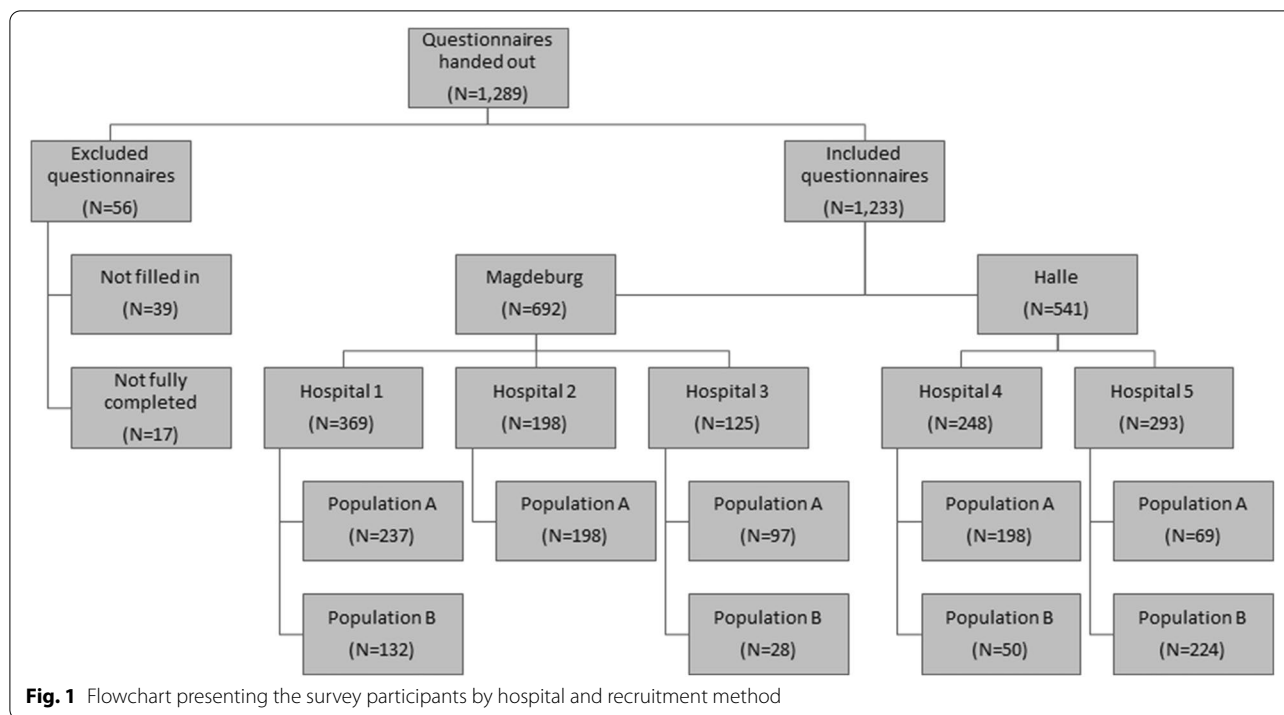 Questionnaires
handed out
(N=1,289)
Excluded
questionnaires
(N=56)
Included
questionnaires
(N=1,233)
Not filled in
(N=39)
Not fully
completed
(N=17)
Magdeburg
(N=692)
Halle
(N=541)
Hospital 1
(N=369)
Hospital 2
(N=198)
Hospital 3
(N=125)
Hospital 4
(N=248)
Hospital 5
(N=293)
Population A
(N=237)
Population A
(N=198)
Population A
(N=97)
Population A
(N=198)
Population A
(N=69)
Population B
(N=132)
Population B
(N=28)
Population B
(N=50)
Population B
(N=224)
Fig. 1 Flowchart presenting the survey participants by hospital and recruitment method